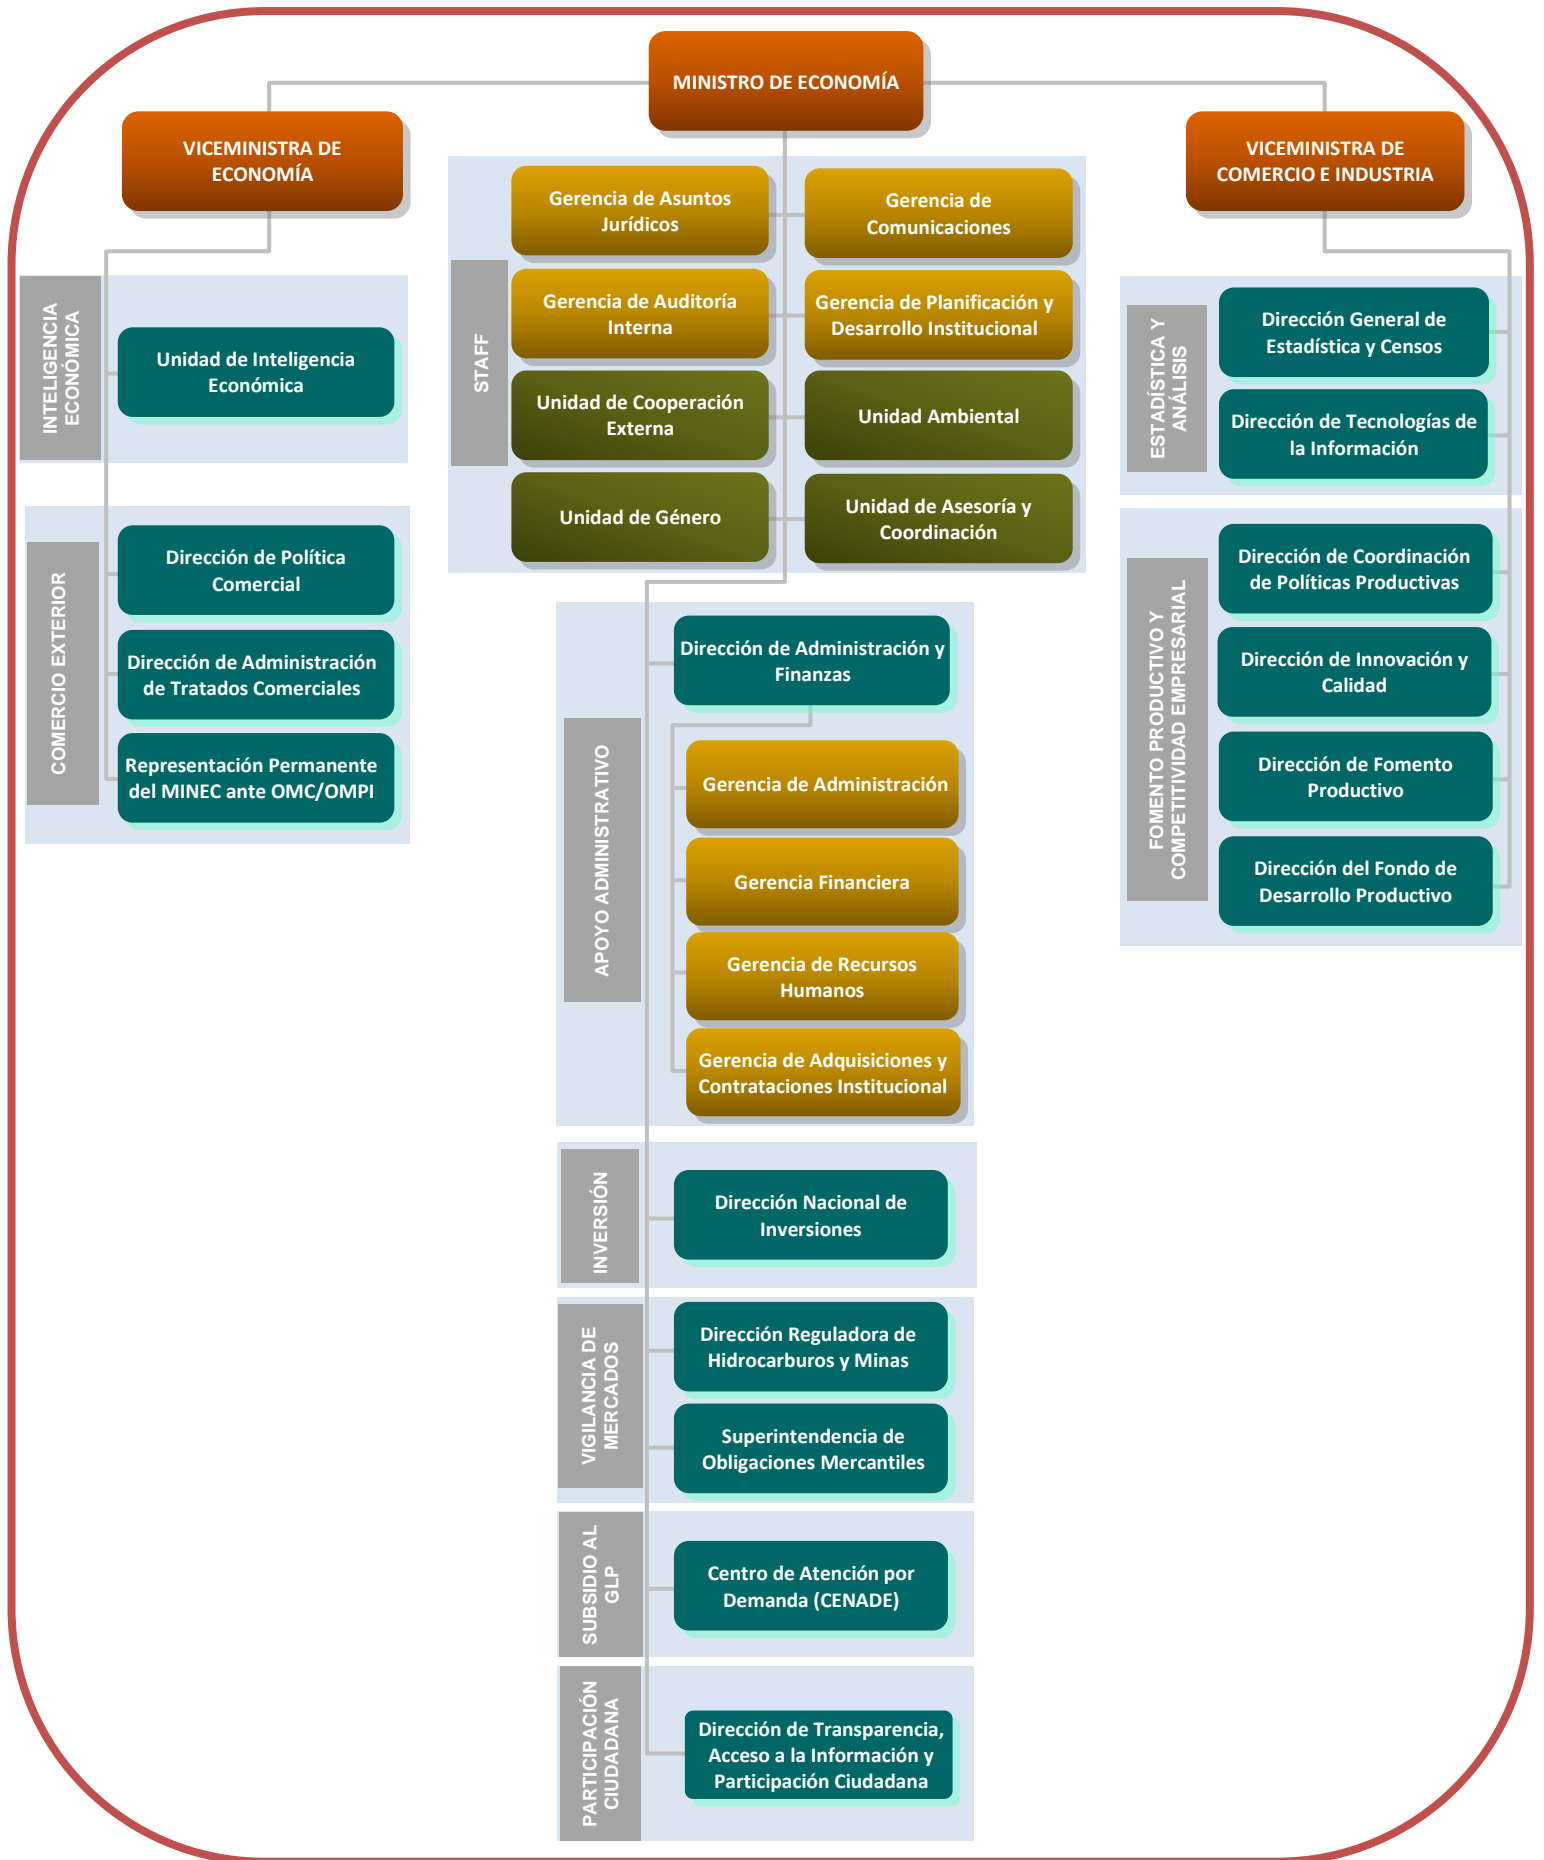 MINISTRO DE ECONOMÍA
VICEMINISTRA DE
ECONOMÍA
INTELIGENCIA
ECONÓMICA
Unidad de Inteligencia
Económica
COMERCIO EXTERIOR
Dirección de Política
Comercial
Dirección de Administración
de Tratados Comerciales
Representación Permanente
del MINEC ante OMC/OMPI
STAFF
Gerencia de Asuntos
Jurídicos
Gerencia de
Comunicaciones
Gerencia de Auditoría
Interna
Gerencia de Planificación y
Desarrollo Institucional
Unidad de Cooperación
Externa
Unidad Ambiental
Unidad de Género
Unidad de Asesoría y
Coordinación
APOYO ADMINISTRATIVO
Dirección de Administración y
Finanzas
Gerencia de Administración
Gerencia Financiera
Gerencia de Recursos
Humanos
Gerencia de Adquisiciones y
Contrataciones Institucional
INVERSIÓN
Dirección Nacional de
Inversiones
VIGILANCIA DE
MERCADOS
Dirección Reguladora de
Hidrocarburos y Minas
Superintendencia de
Obligaciones Mercantiles
SUBSIDIO AL
GLP
Centro de Atención por
Demanda (CENADE)
PARTICIPACIÓN
CIUDADANA
Dirección de Transparencia,
Acceso a la Información y
Participación Ciudadana
VICEMINISTRA DE
COMERCIO E INDUSTRIA
ESTADÍSTICA Y
ANÁLISIS
Dirección General de
Estadística y Censos
Dirección de Tecnologías de
la Información
FOMENTO PRODUCTIVO Y
COMPETITIVIDAD EMPRESARIAL
Dirección de Coordinación
de Políticas Productivas
Dirección de Innovación y
Calidad
Dirección de Fomento
Productivo
Dirección del Fondo de
Desarrollo Productivo